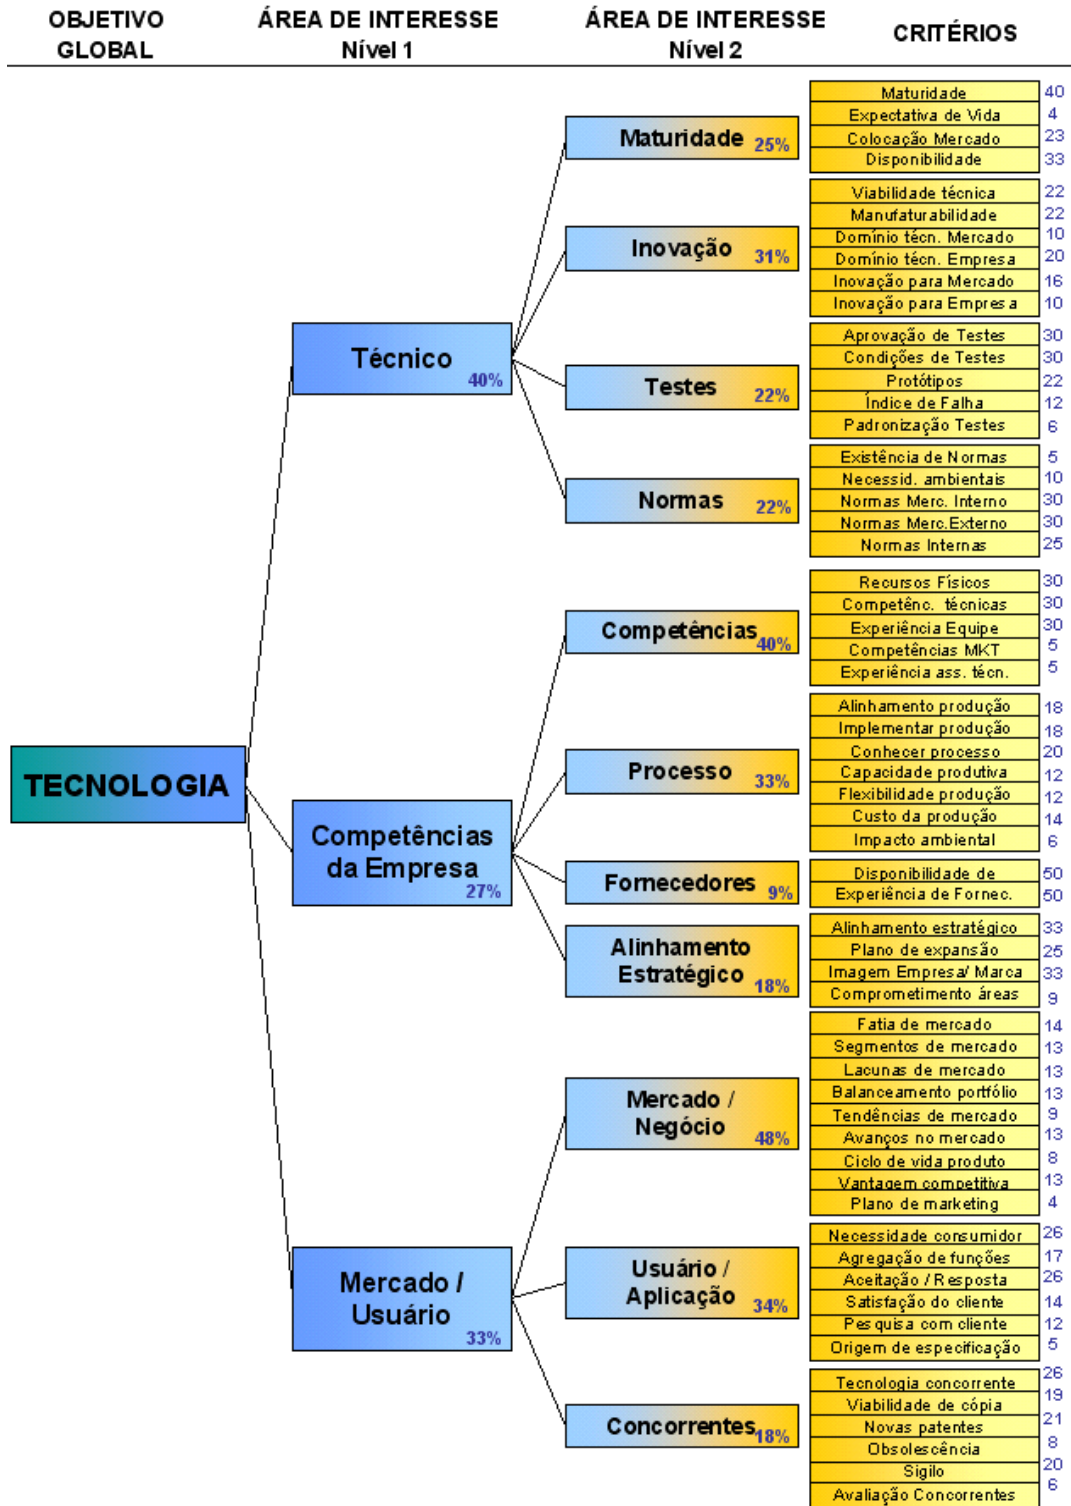 OBJETIVO
GLOBAL
ÁREA DE INTERESSE
Nível 1
ÁREA DE INTERESSE
Nível 2
CRITÉRIOS
TECNOLOGIA
Técnico
40%
Maturidade 25%
Maturidade 40
Expectativa de Vida 4
Colocação Mercado 23
Disponibilidade 33
Inovação 31%
Viabilidade técnica 22
Manufaturabilidade 22
Domínio técn. Mercado 10
Domínio técn. Empresa 20
Inovação para Mercado 16
Inovação para Empresa 10
Testes 22%
Aprovação de Testes 30
Condições de Testes 30
Protótipos 22
Índice de Falha 12
Padronização Testes 6
Normas 22%
Existência de Normas 5
Necessid. ambientais 10
Normas Merc. Interno 30
Normas Merc.Externo 30
Normas Internas 25
Competências
da Empresa
27%
Competências 40%
Recursos Físicos 30
Competênc. técnicas 30
Experiência Equipe 30
Competências MKT 5
Experiência ass. técn. 5
Processo 33%
Alinhamento produção 18
Implementar produção 18
Conhecer processo 20
Capacidade produtiva 12
Flexibilidade produção 12
Custo da produção 14
Impacto ambiental 6
Fornecedores 9%
Disponibilidade de 50
Experiência de Fornec. 50
Alinhamento
Estratégico 18%
Alinhamento estratégico 33
Plano de expansão 25
Imagem Empresa/ Marca 33
Comprometimento áreas 9
Mercado /
Usuário
33%
Mercado /
Negócio 48%
Fatia de mercado 14
Segmentos de mercado 13
Lacunas de mercado 13
Balanceamento portfólio 13
Tendências de mercado 9
Avanços no mercado 13
Ciclo de vida produto 8
Vantagem competitiva 13
Plano de marketing 4
Usuário /
Aplicação 34%
Necessidade consumidor 26
Agregação de funções 17
Aceitação / Resposta 26
Satisfação do cliente 14
Pesquisa com cliente 12
Origem de especificação 5
Concorrentes 18%
Tecnologia concorrente 26
Viabilidade de cópia 19
Novas patentes 21
Obsolescência 8
Sigilo 20
Avaliação Concorrentes 6